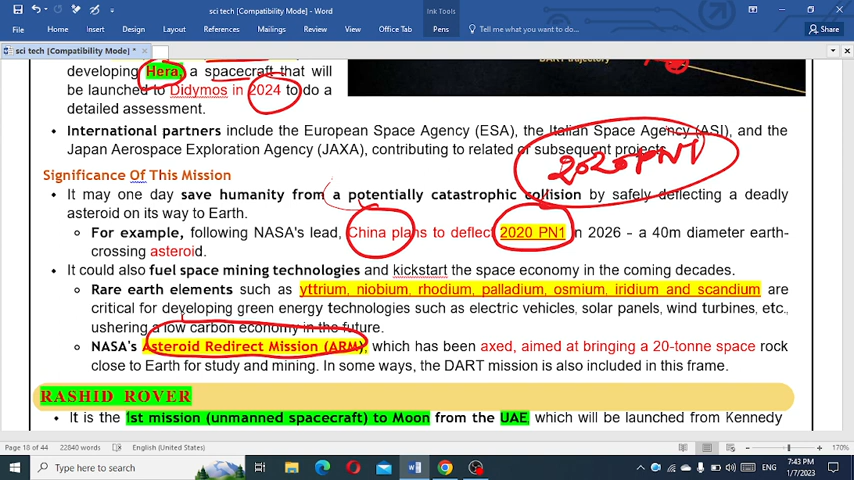 sci tech [Compatibility Mode] - Word
Ink Tools
File Home Insert Design Layout References Mailings Review View Office Tab Pens Tell me what you want to do... Share
sci tech [Compatibility Mode] *
developing Hera, a spacecraft that will
be launched to Didymos in 2024 to do a
detailed assessment.
DART trajectory
• International partners include the European Space Agency (ESA), the Italian Space Agency (ASI), and the
Japan Aerospace Exploration Agency (JAXA), contributing to related or subsequent projects.
2020 PN1
Significance Of This Mission
• It may one day save humanity from a potentially catastrophic collision by safely deflecting a deadly
asteroid on its way to Earth.
• For example, following NASA's lead, China plans to deflect 2020 PN1 in 2026 - a 40m diameter earth-
crossing asteroid.
• It could also fuel space mining technologies and kickstart the space economy in the coming decades.
• Rare earth elements such as yttrium, niobium, rhodium, palladium, osmium, iridium and scandium are
critical for developing green energy technologies such as electric vehicles, solar panels, wind turbines, etc.,
ushering a low carbon economy in the future.
• NASA's Asteroid Redirect Mission (ARM), which has been axed, aimed at bringing a 20-tonne space rock
close to Earth for study and mining. In some ways, the DART mission is also included in this frame.
RASHID ROVER
• It is the 1st mission (unmanned spacecraft) to Moon from the UAE, which will be launched from Kennedy
Page 18 of 44 22840 words English (United States) 100%
Type here to search ENG 7:43 PM
1/7/2023